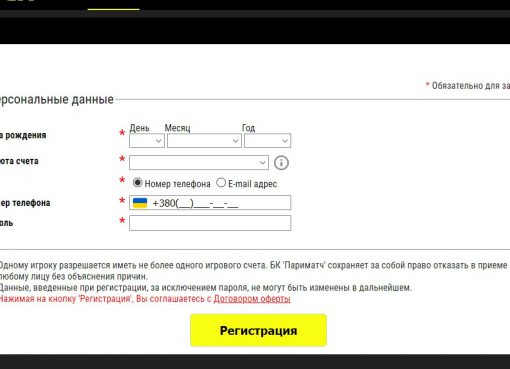 * Обязательно для за
ерсональные данные
День Месяц Год
а рождения *
юта счета *
* Номер телефона E-mail адрес
ер телефона * +380(__)___-__-__
оль *
Одному игроку разрешается иметь не более одного игрового счета. БК 'Париматч' сохраняет за собой право отказать в приеме
любому лицу без объяснения причин.
Данные, введенные при регистрации, за исключением пароля, не могут быть изменены в дальнейшем.
Нажимая на кнопку 'Регистрация', Вы соглашаетесь с Договором оферты
Регистрация